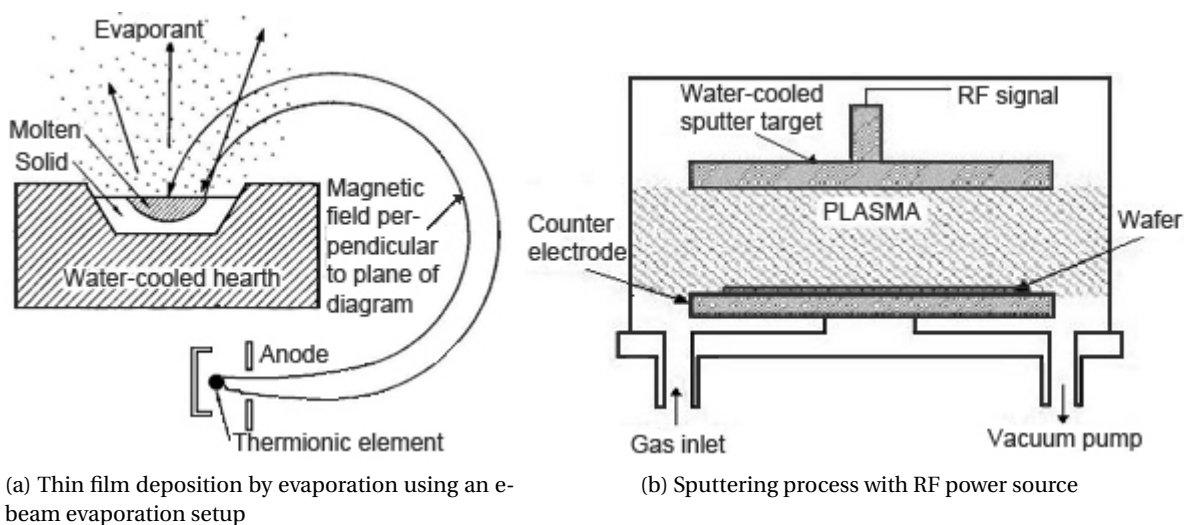 Evaporant
Molten
Solid
Magnetic
field per-
pendicular
to plane of
diagram
Water-cooled hearth
Anode
Thermionic element
(a) Thin film deposition by evaporation using an e-
beam evaporation setup
Water-cooled
sputter target
RF signal
PLASMA
Counter
electrode
Wafer
Gas inlet
Vacuum pump
(b) Sputtering process with RF power source